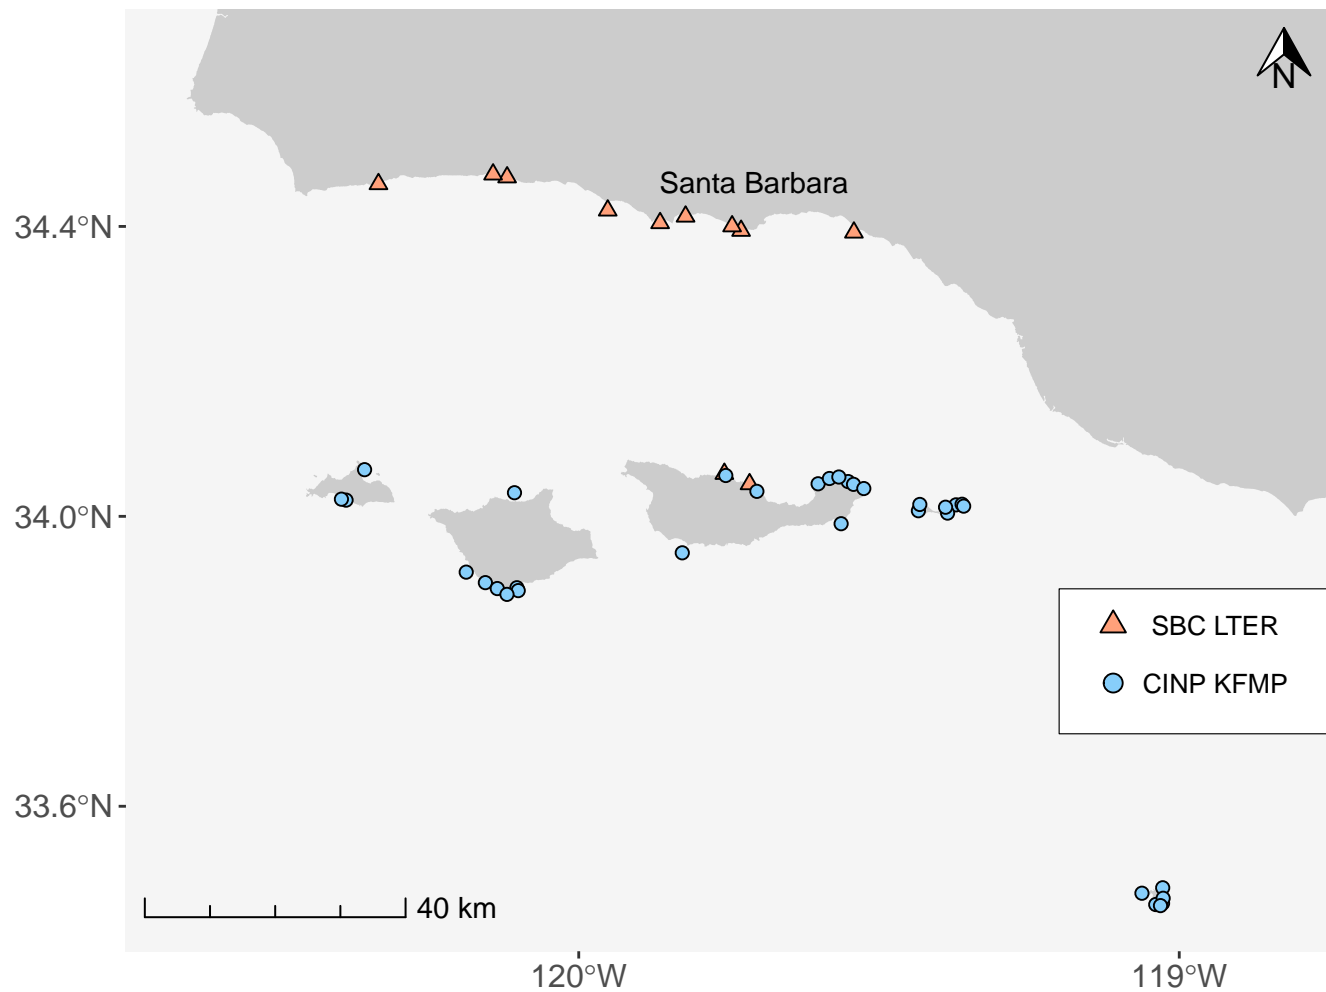 N
Santa Barbara
34.4°N
34.0°N
SBC LTER
CINP KFMP
33.6°N
40 km
120°W
119°W